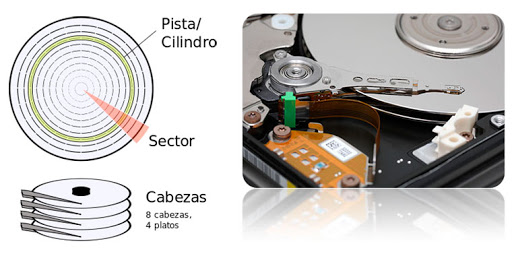 Pista/
Cilindro
Sector
Cabezas
8 cabezas,
4 platos